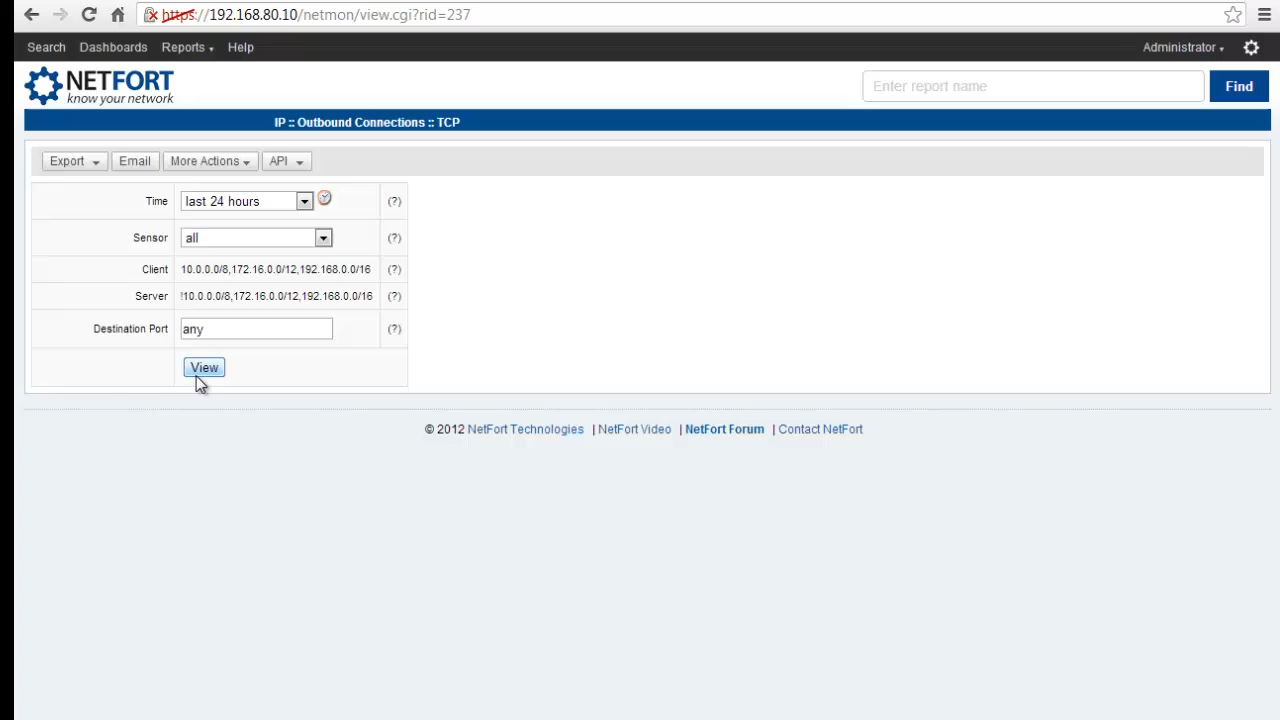 https://192.168.80.10/netmon/view.cgi?rid=237
Search Dashboards Reports Help Administrator
NETFORT
know your network
Enter report name Find
IP :: Outbound Connections :: TCP
Export Email More Actions API
Time last 24 hours (?)
Sensor all (?)
Client 10.0.0.0/8,172.16.0.0/12,192.168.0.0/16 (?)
Server !10.0.0.0/8,172.16.0.0/12,192.168.0.0/16 (?)
Destination Port any (?)
View
© 2012 NetFort Technologies | NetFort Video | NetFort Forum | Contact NetFort